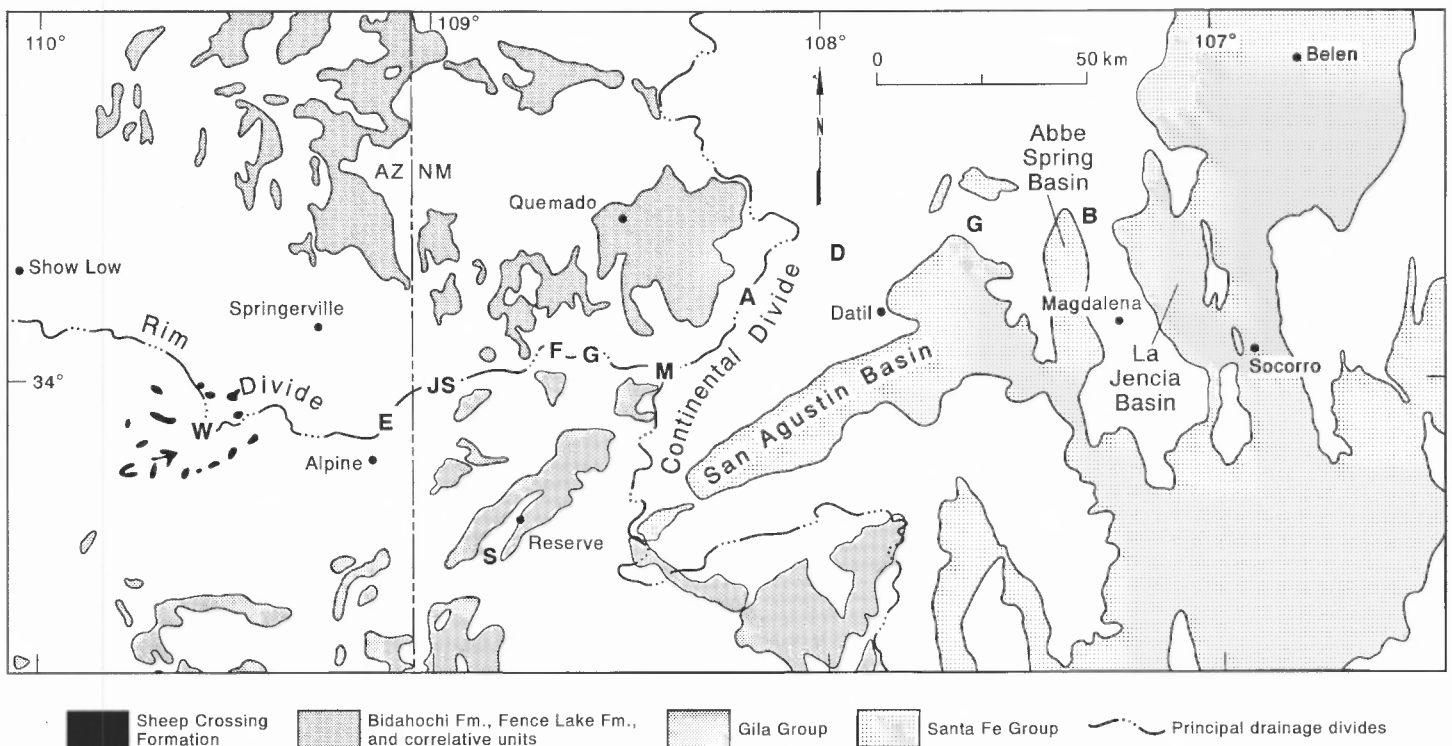 110°
109°
108°
107°
0 50 km
Belen
N
Abbe
Spring
Basin
AZ NM
Quemado
G
B
Show Low
D
Springerville
Rim
A
Datil
Magdalena
Continental Divide
La
Jencia
Basin
Socorro
F G
M
34°
Divide
JS
E
W
San Agustin Basin
Alpine
Reserve
S
Sheep Crossing
Formation
Bidahochi Fm., Fence Lake Fm.,
and correlative units
Gila Group
Santa Fe Group
Principal drainage divides